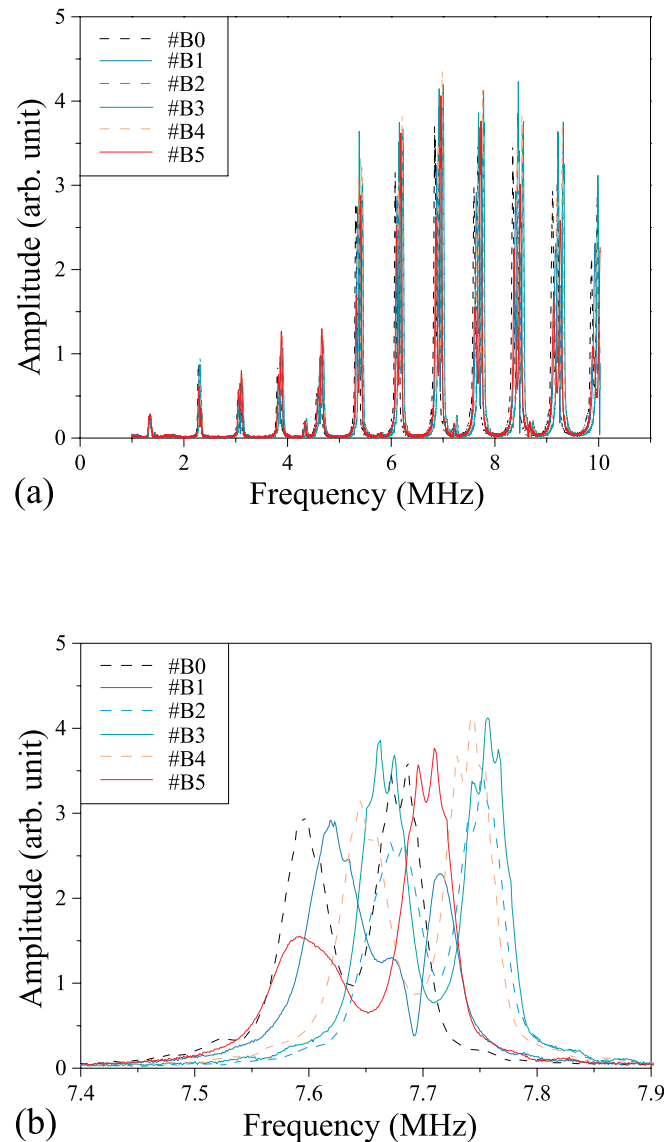 5
4
3
2
1
0
Amplitude (arb. unit)
#B0
#B1
#B2
#B3
#B4
#B5
0 2 4 6 8 10
(a) Frequency (MHz)
5
4
3
2
1
0
Amplitude (arb. unit)
#B0
#B1
#B2
#B3
#B4
#B5
7.4 7.5 7.6 7.7 7.8 7.9
(b) Frequency (MHz)